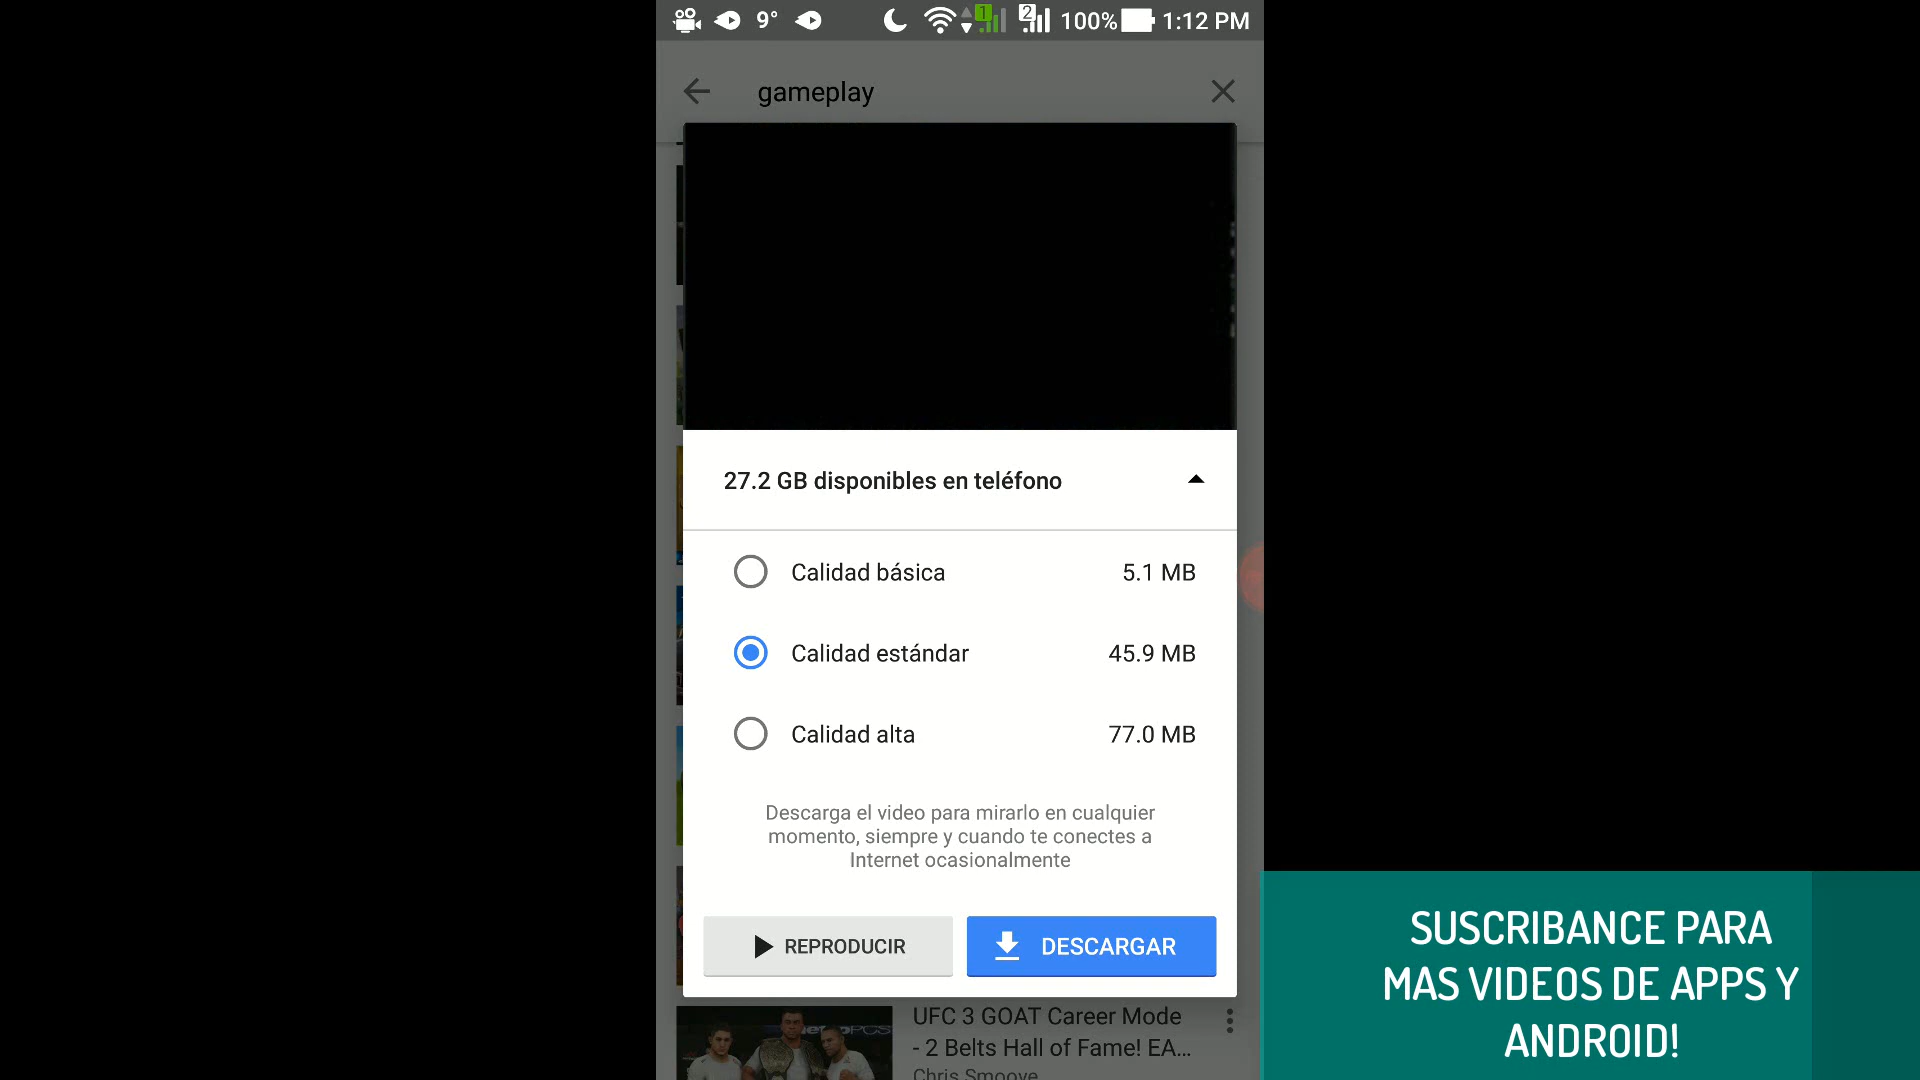 9°
1
2
100%
1:12 PM
gameplay
27.2 GB disponibles en teléfono
Calidad básica 5.1 MB
Calidad estándar 45.9 MB
Calidad alta 77.0 MB
Descarga el video para mirarlo en cualquier
momento, siempre y cuando te conectes a
Internet ocasionalmente
REPRODUCIR
DESCARGAR
UFC 3 GOAT Career Mode
- 2 Belts Hall of Fame! EA...
Chris Smoove
SUSCRIBANCE PARA
MAS VIDEOS DE APPS Y
ANDROID!